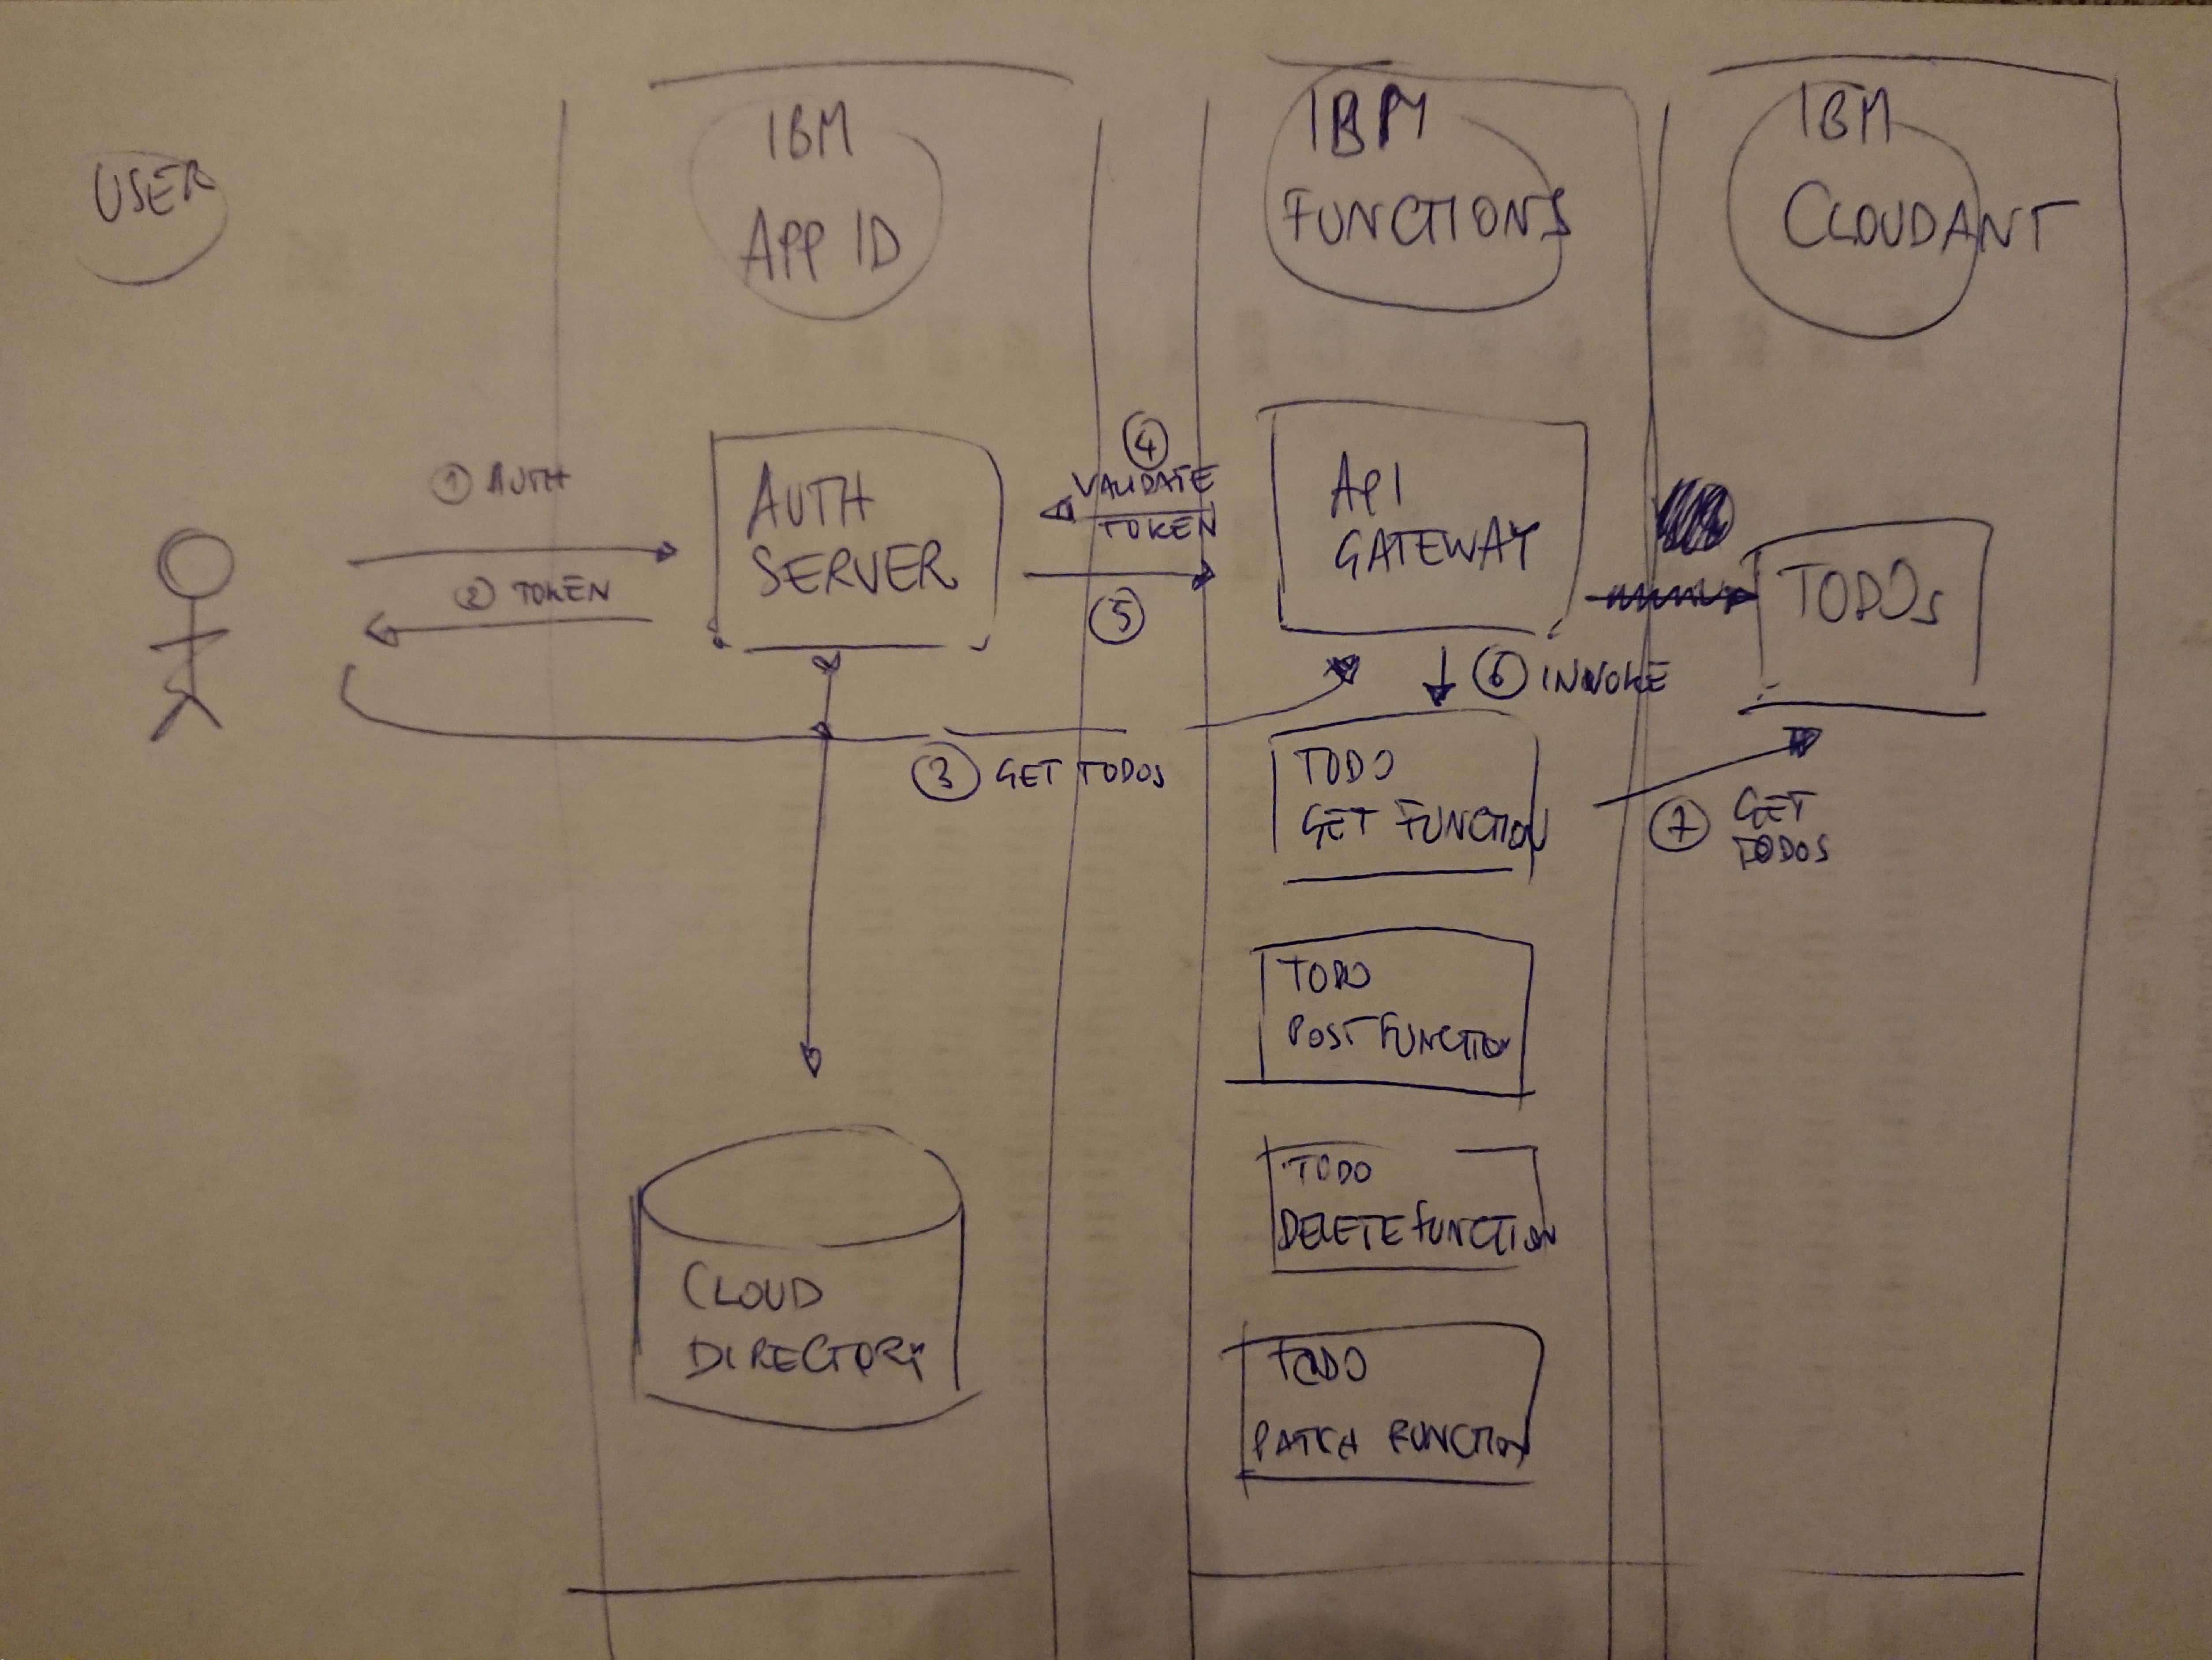 USER
IBM
APP ID
IBM
FUNCTIONS
IBM
CLOUDANT
1 AUTH
2 TOKEN
AUTH
SERVER
4
VALIDATE
TOKEN
5
API
GATEWAY
TODOs
6 INVOKE
3 GET TODOS
TODO
GET FUNCTION
7 GET
TODOS
TODO
POST FUNCTION
TODO
DELETE FUNCTION
TODO
PATCH FUNCTION
CLOUD
DIRECTORY